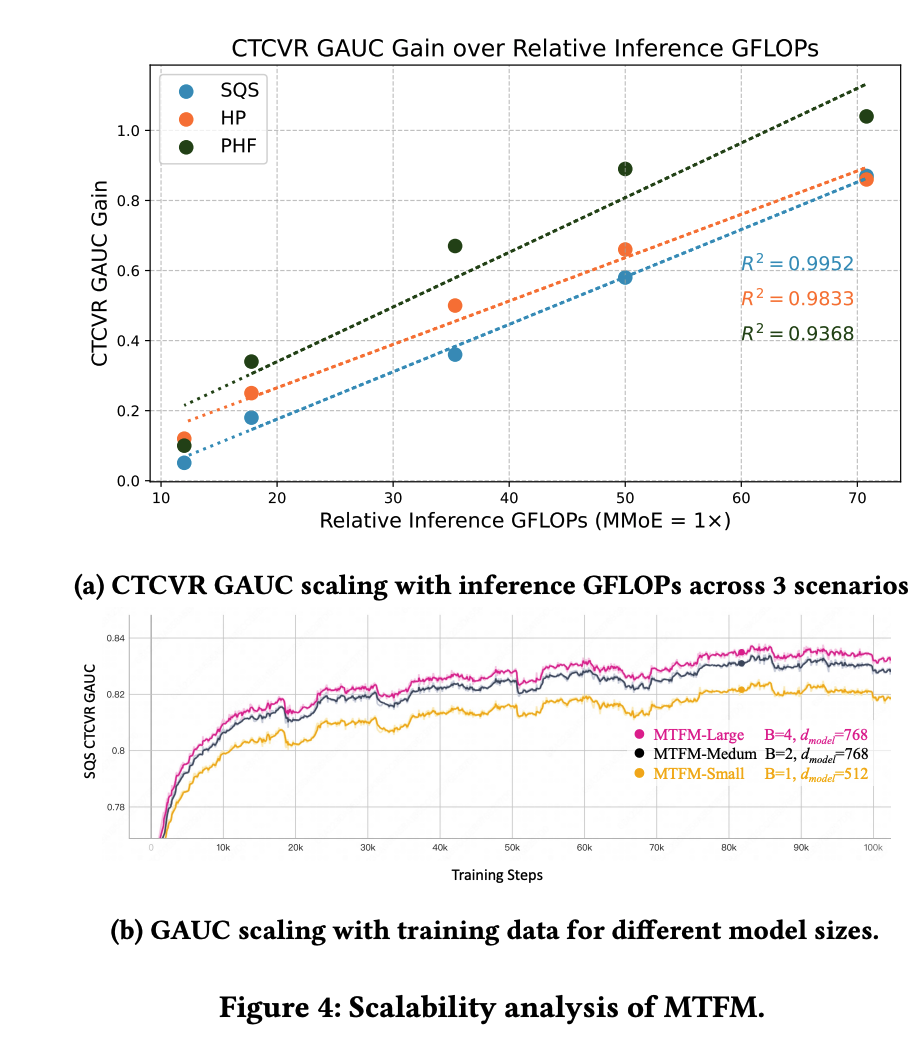 CTCVR GAUC Gain over Relative Inference GFLOPs
SQS
HP
PHF
CTCVR GAUC Gain
1.0
0.8
0.6
0.4
0.2
0.0
R² = 0.9952
R² = 0.9833
R² = 0.9368
10 20 30 40 50 60 70
Relative Inference GFLOPs (MMoE = 1×)
(a) CTCVR GAUC scaling with inference GFLOPs across 3 scenarios
SQS CTCVR GAUC
0.84
0.82
0.8
0.78
MTFM-Large B=4, d_model=768
MTFM-Medum B=2, d_model=768
MTFM-Small B=1, d_model=512
0 10k 20k 30k 40k 50k 60k 70k 80k 90k 100k
Training Steps
(b) GAUC scaling with training data for different model sizes.
Figure 4: Scalability analysis of MTFM.